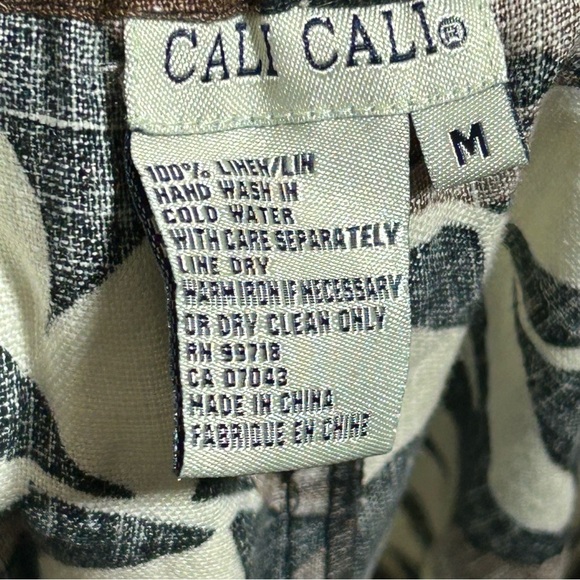 CALI CALI®
M
100% LINEN/LIN
HAND WASH IN
COLD WATER
WITH CARE SEPARATELY
LINE DRY
WARM IRON IF NECESSARY
OR DRY CLEAN ONLY
RN 99718
CA 07043
MADE IN CHINA
FABRIQUE EN CHINE